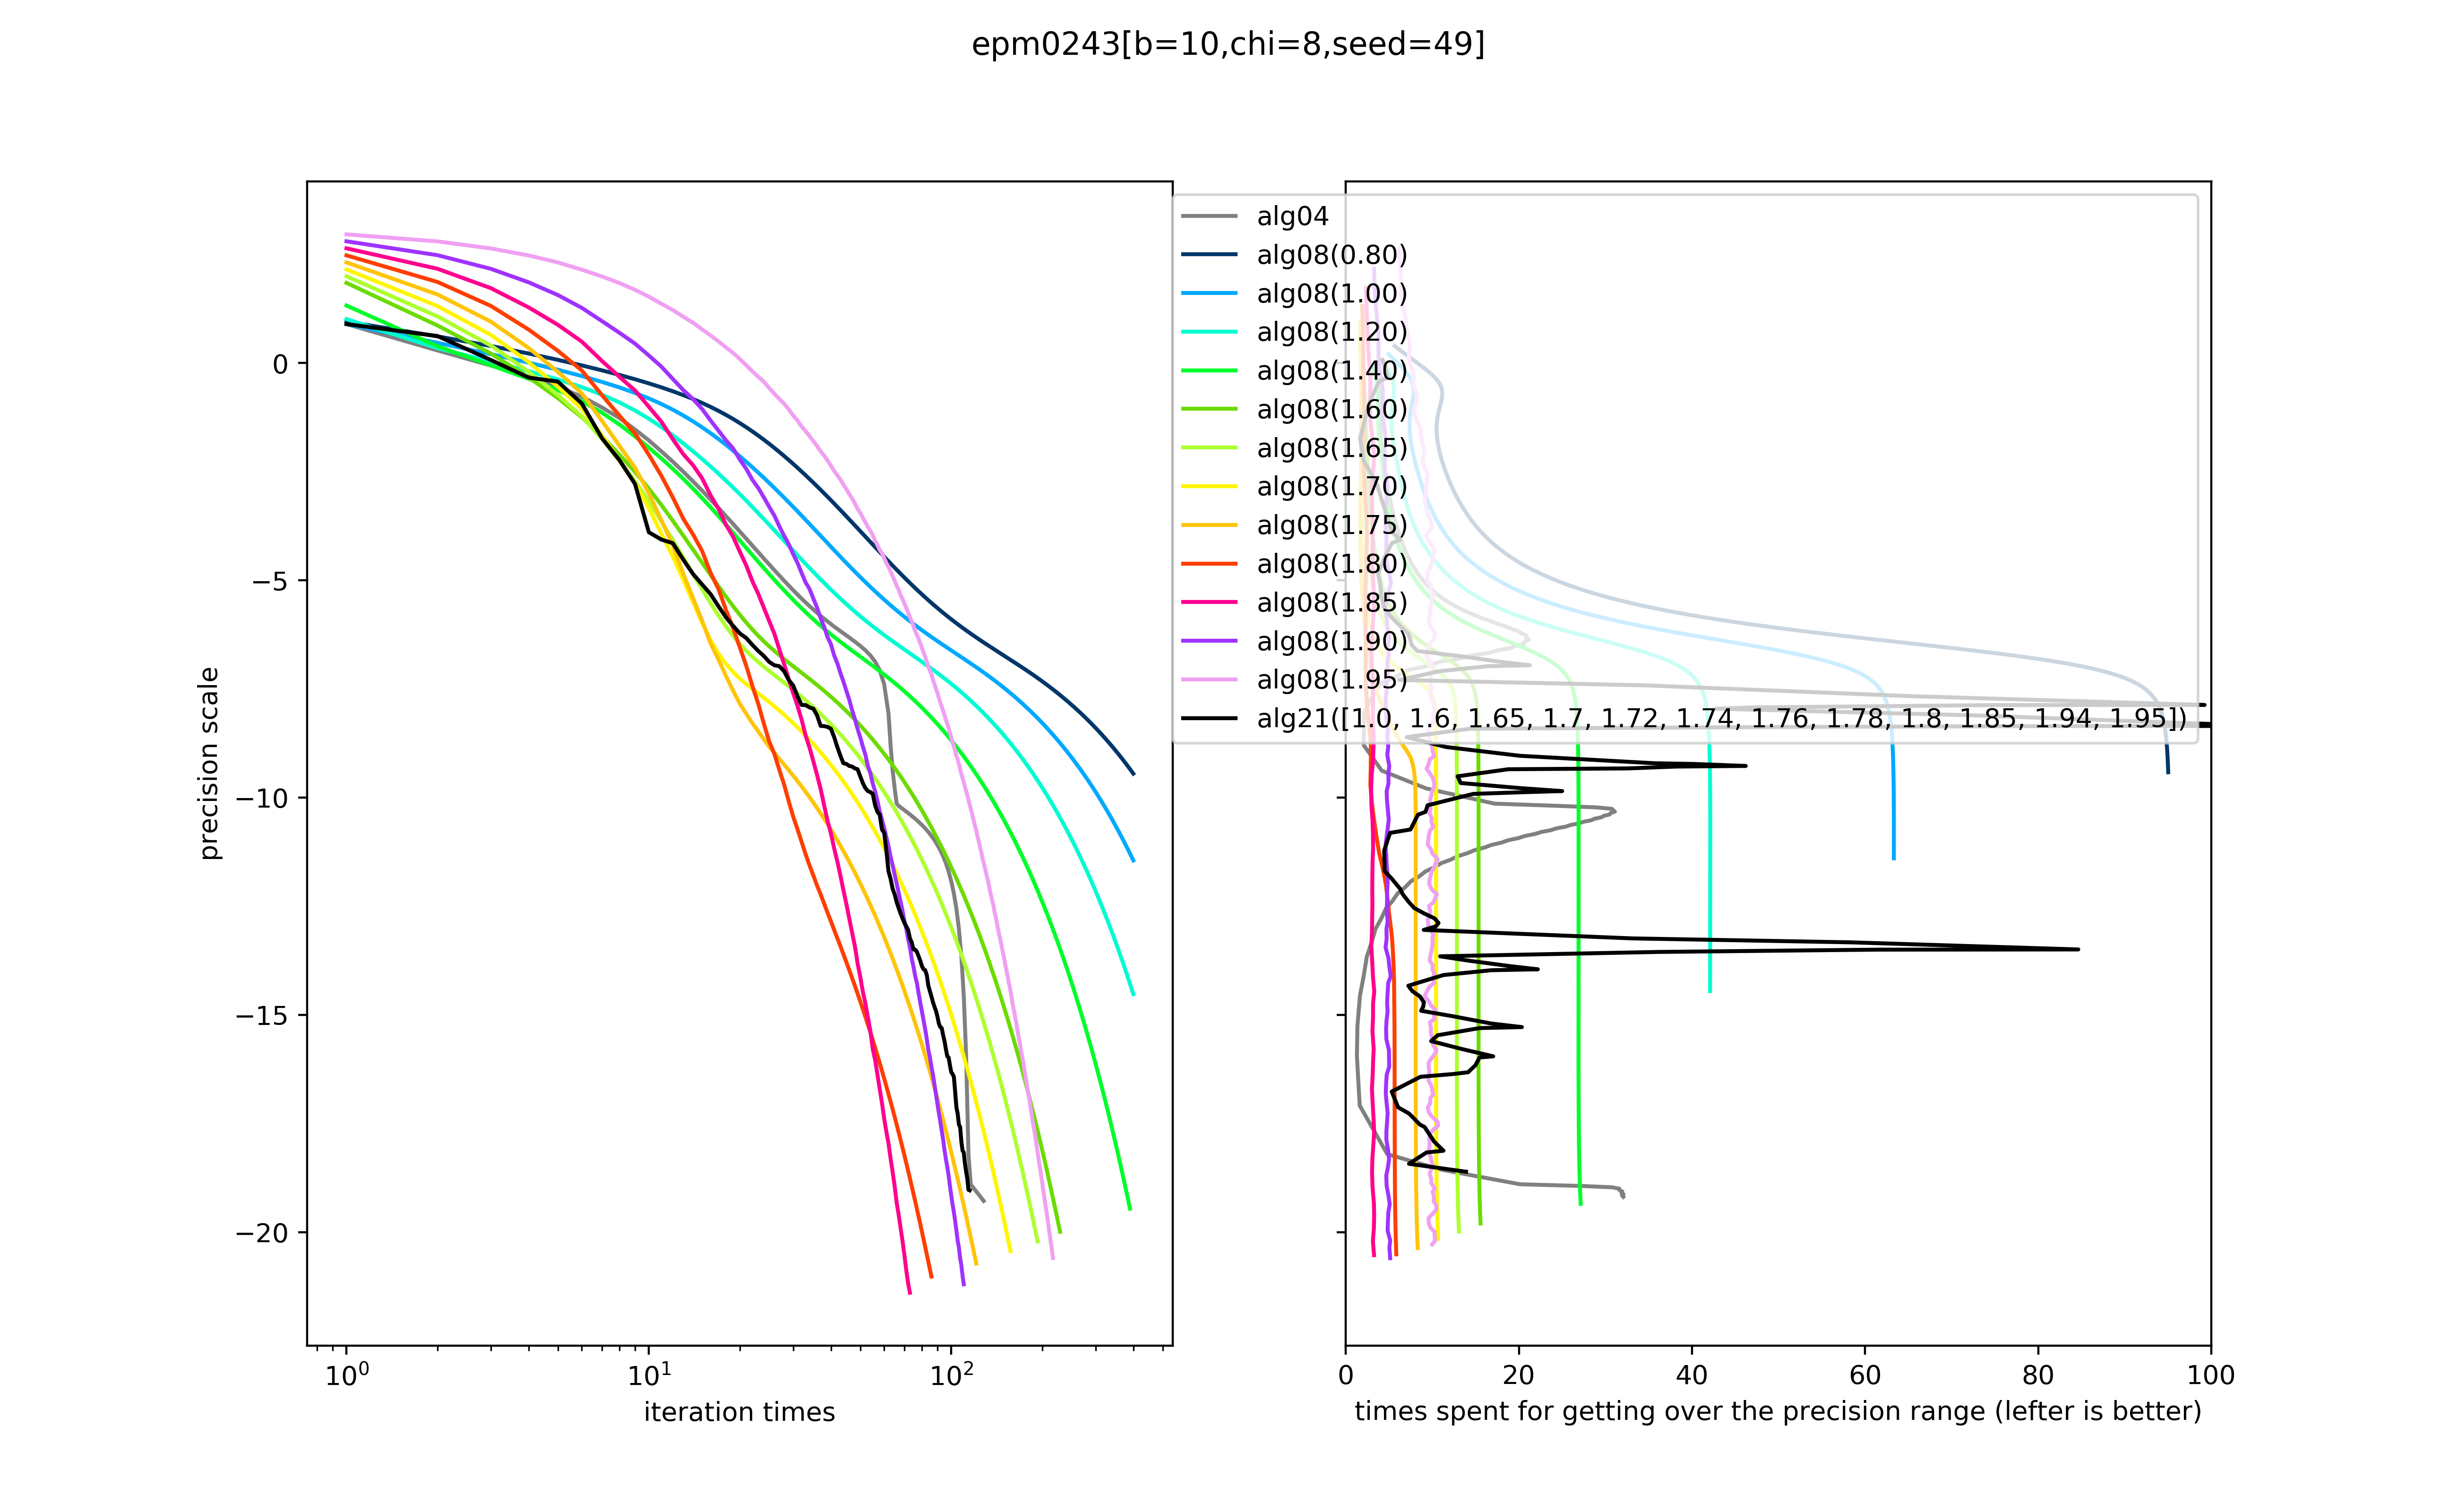 epm0243[b=10,chi=8,seed=49]
precision scale
0
−5
−10
−15
−20
10⁰ 10¹ 10²
iteration times
alg04
alg08(0.80)
alg08(1.00)
alg08(1.20)
alg08(1.40)
alg08(1.60)
alg08(1.65)
alg08(1.70)
alg08(1.75)
alg08(1.80)
alg08(1.85)
alg08(1.90)
alg08(1.95)
alg21([1.0, 1.6, 1.65, 1.7, 1.72, 1.74, 1.76, 1.78, 1.8, 1.85, 1.94, 1.95])
0 20 40 60 80 100
times spent for getting over the precision range (lefter is better)